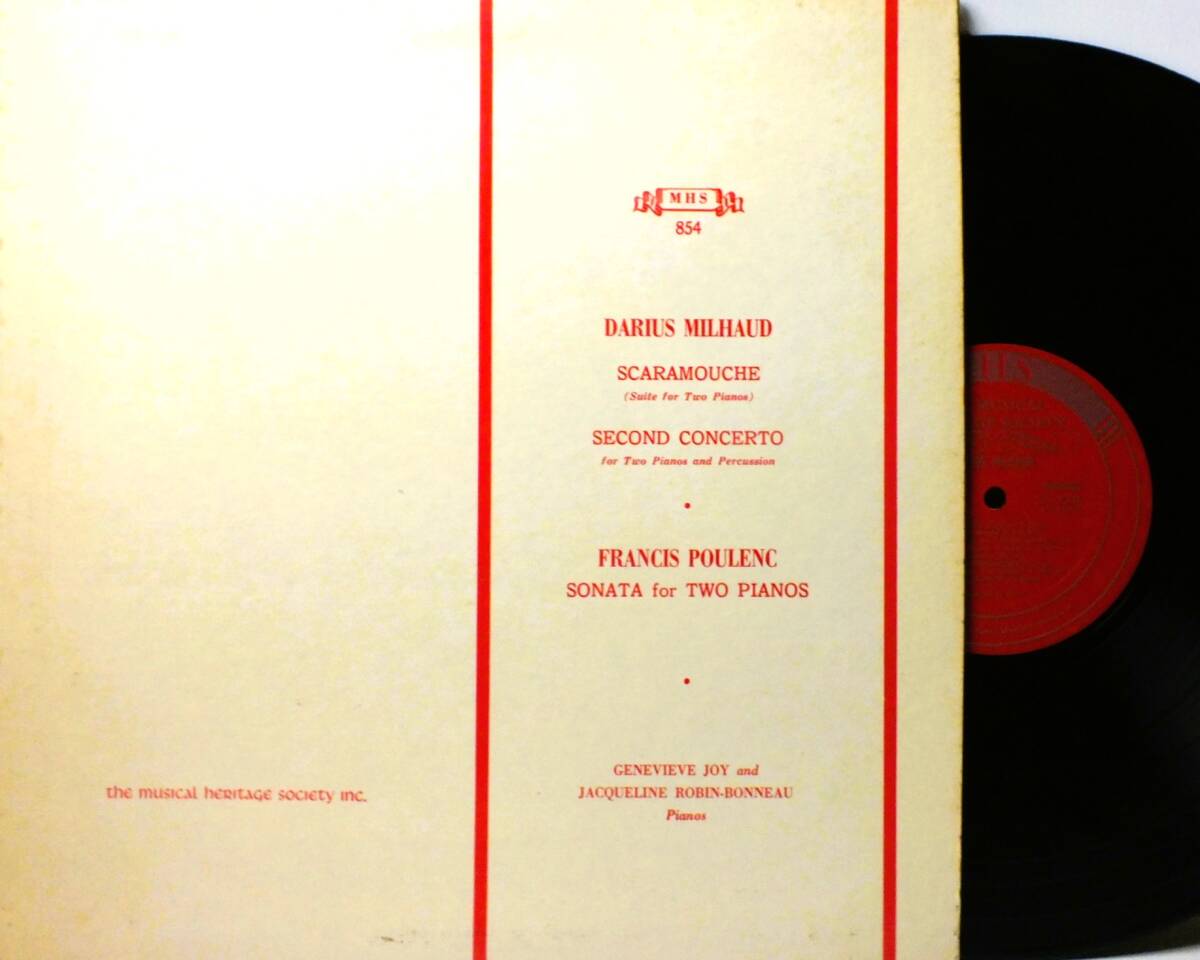 MHS
854
DARIUS MILHAUD
SCARAMOUCHE
(Suite for Two Pianos)
SECOND CONCERTO
for Two Pianos and Percussion
•
FRANCIS POULENC
SONATA for TWO PIANOS
•
GENEVIEVE JOY and
JACQUELINE ROBIN-BONNEAU
Pianos
the musical heritage society inc.